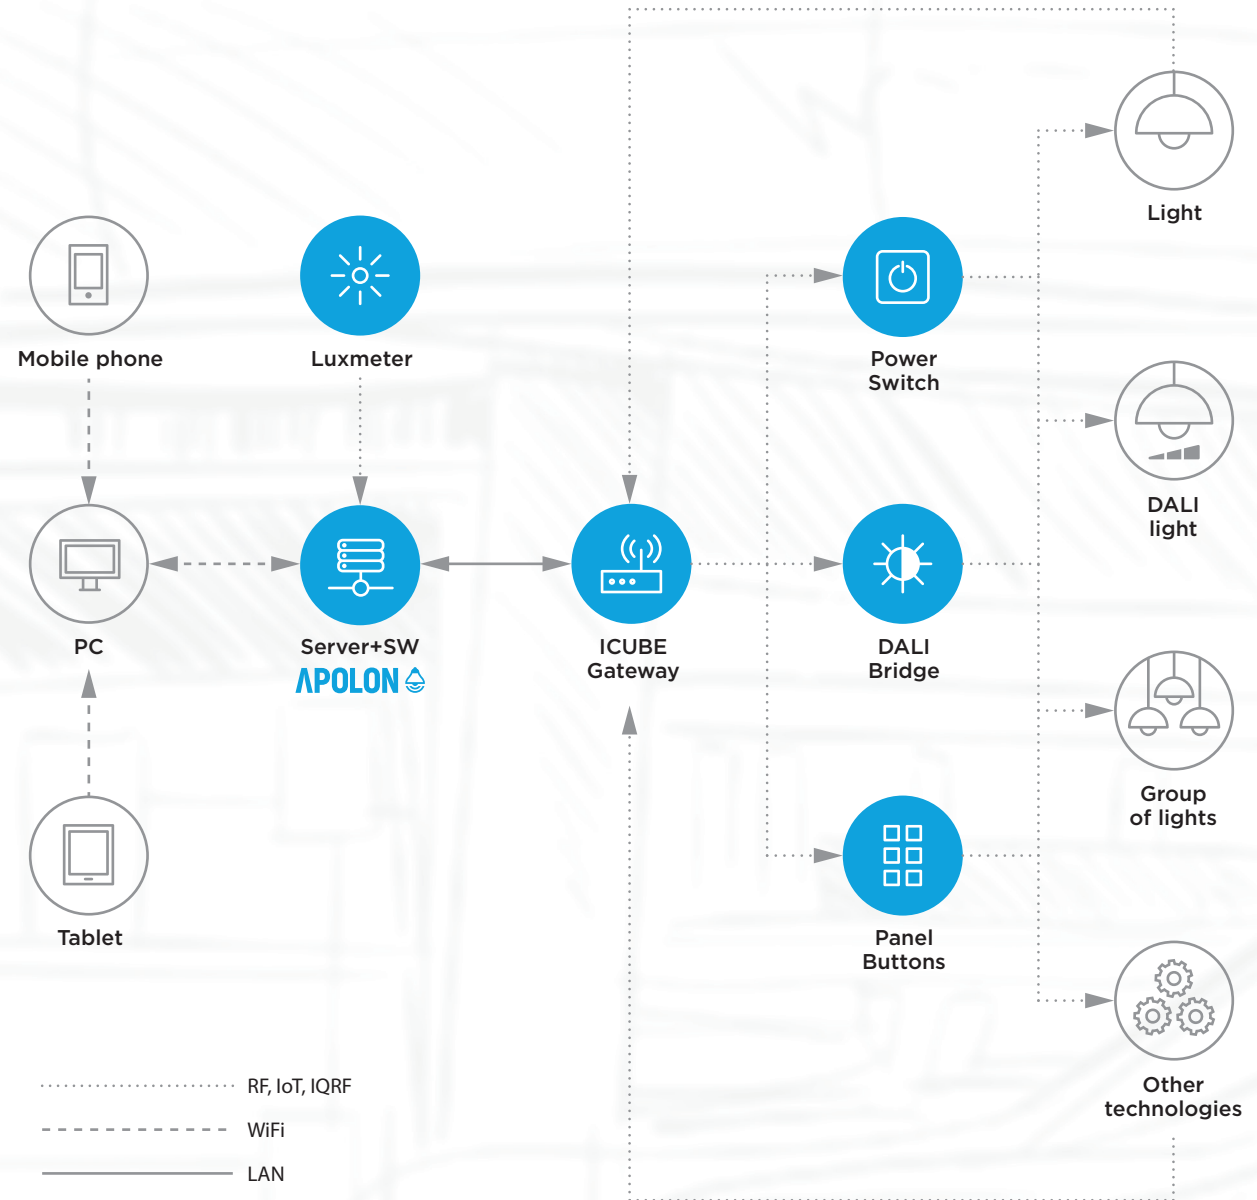 Light
Mobile phone
Luxmeter
Power
Switch
DALI
light
PC
Server+SW
APOLON
ICUBE
Gateway
DALI
Bridge
Group
of lights
Tablet
Panel
Buttons
Other
technologies
RF, IoT, IQRF
WiFi
LAN